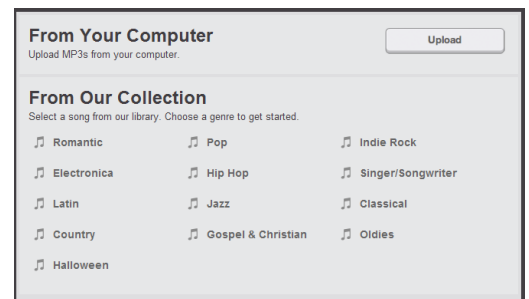 From Your Computer
Upload MP3s from your computer.
Upload
From Our Collection
Select a song from our library. Choose a genre to get started.
Romantic Pop Indie Rock
Electronica Hip Hop Singer/Songwriter
Latin Jazz Classical
Country Gospel & Christian Oldies
Halloween